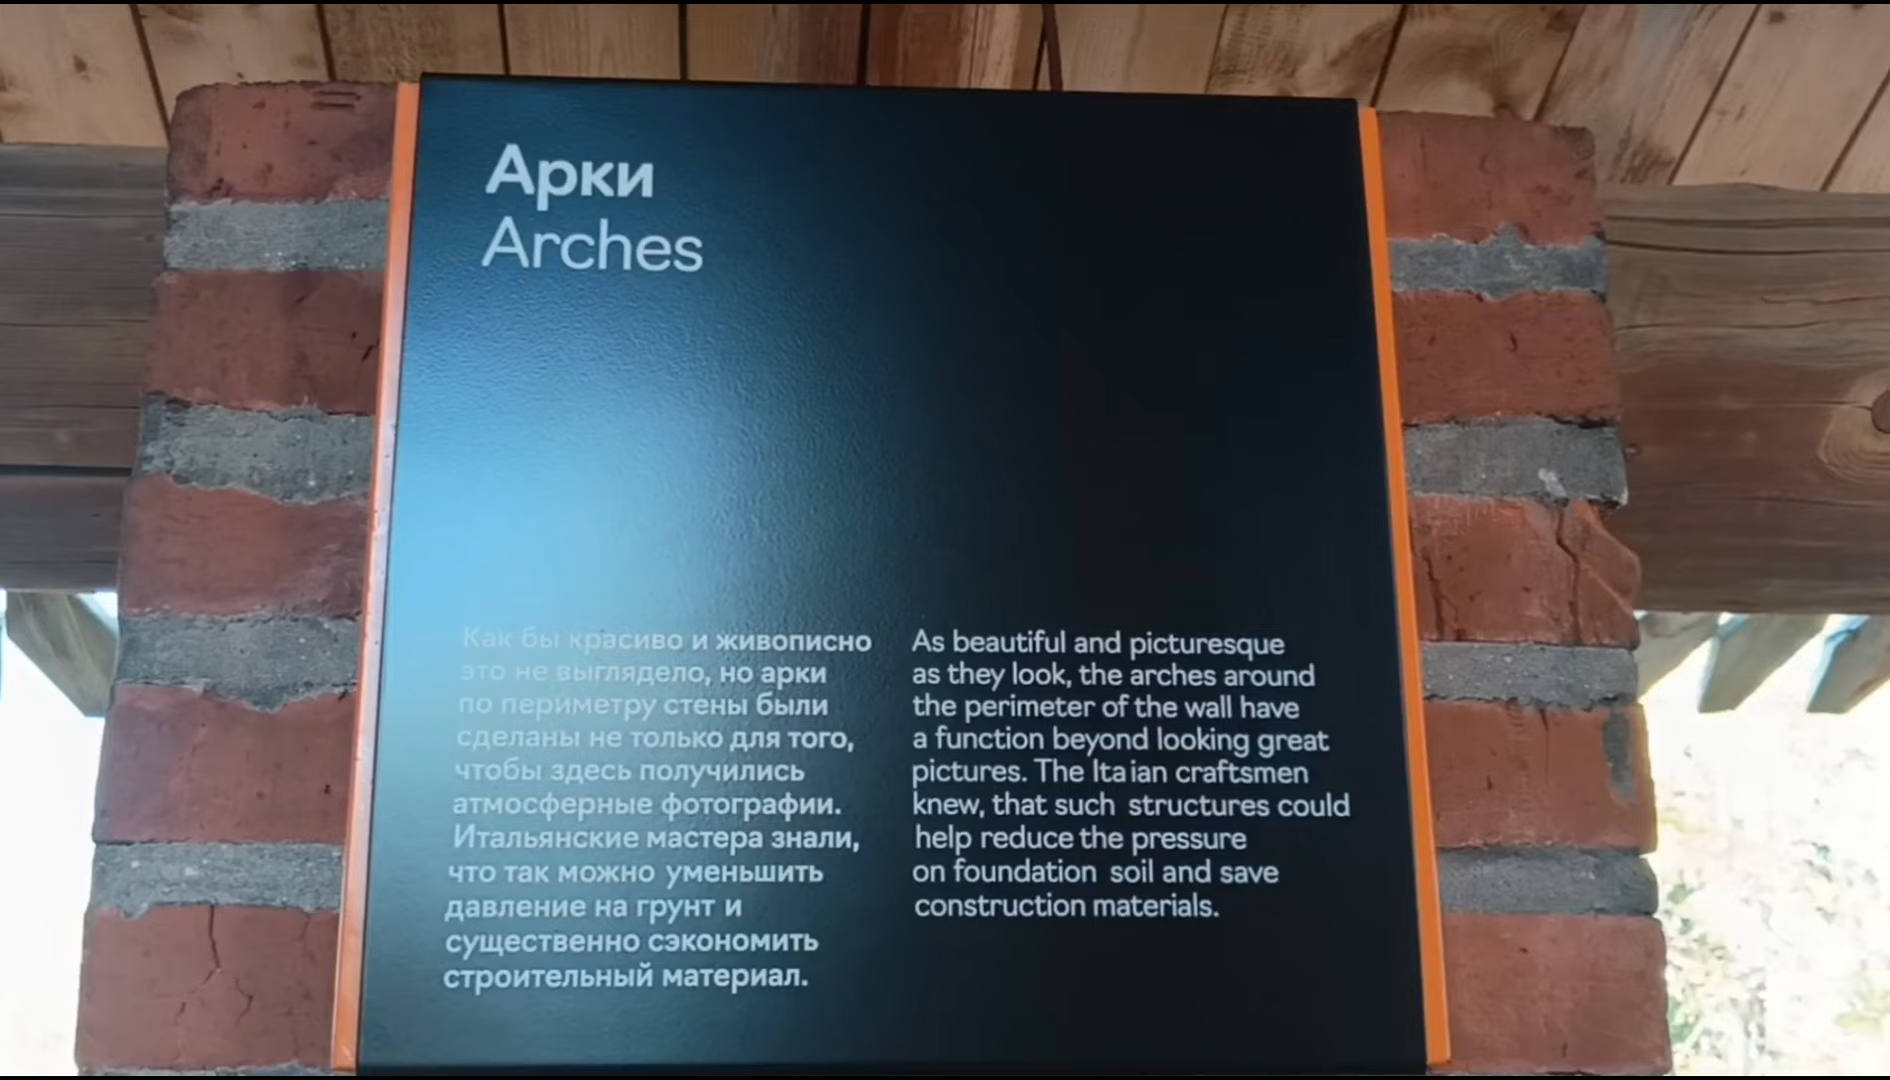 Арки
Arches
Как бы красиво и живописно
это не выглядело, но арки
по периметру стены были
сделаны не только для того,
чтобы здесь получились
атмосферные фотографии.
Итальянские мастера знали,
что так можно уменьшить
давление на грунт и
существенно сэкономить
строительный материал.
As beautiful and picturesque
as they look, the arches around
the perimeter of the wall have
a function beyond looking great
pictures. The Ita ian craftsmen
knew, that such structures could
help reduce the pressure
on foundation soil and save
construction materials.